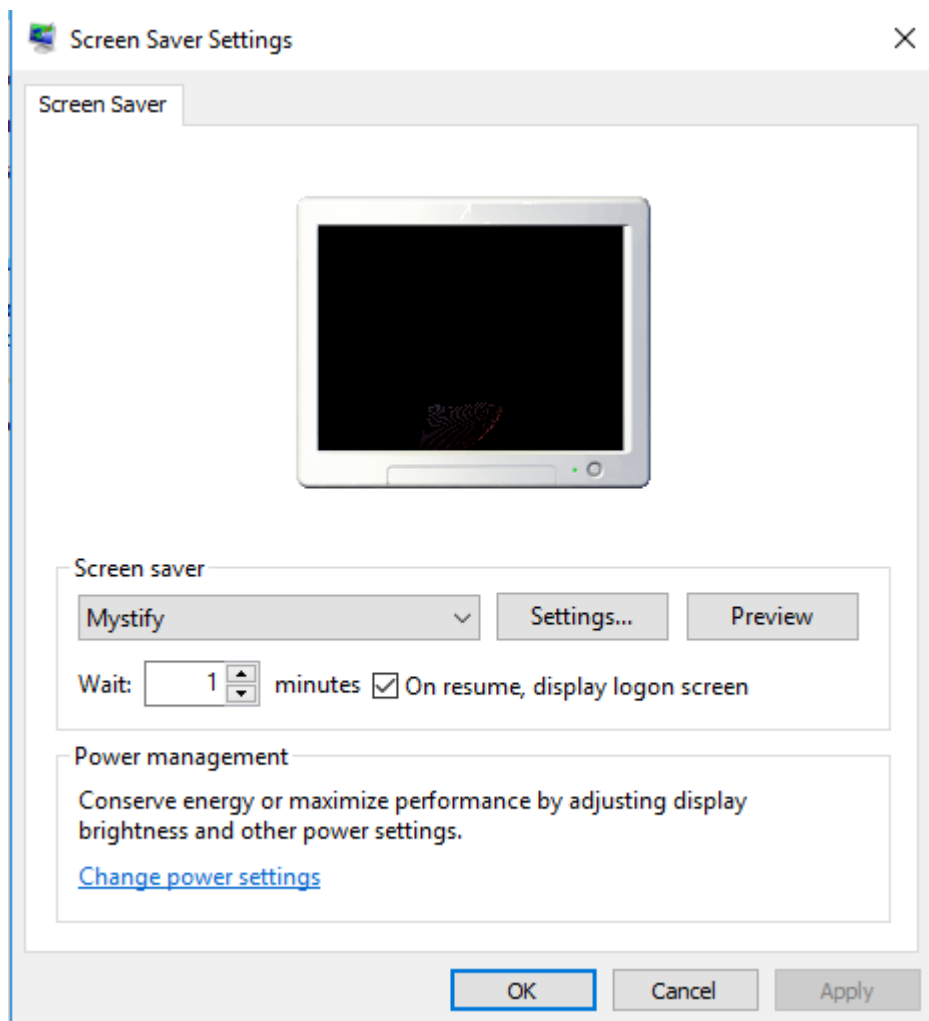 Screen Saver Settings
Screen Saver
Screen saver
Mystify
Settings...
Preview
Wait: 1 minutes On resume, display logon screen
Power management
Conserve energy or maximize performance by adjusting display
brightness and other power settings.
Change power settings
OK
Cancel
Apply